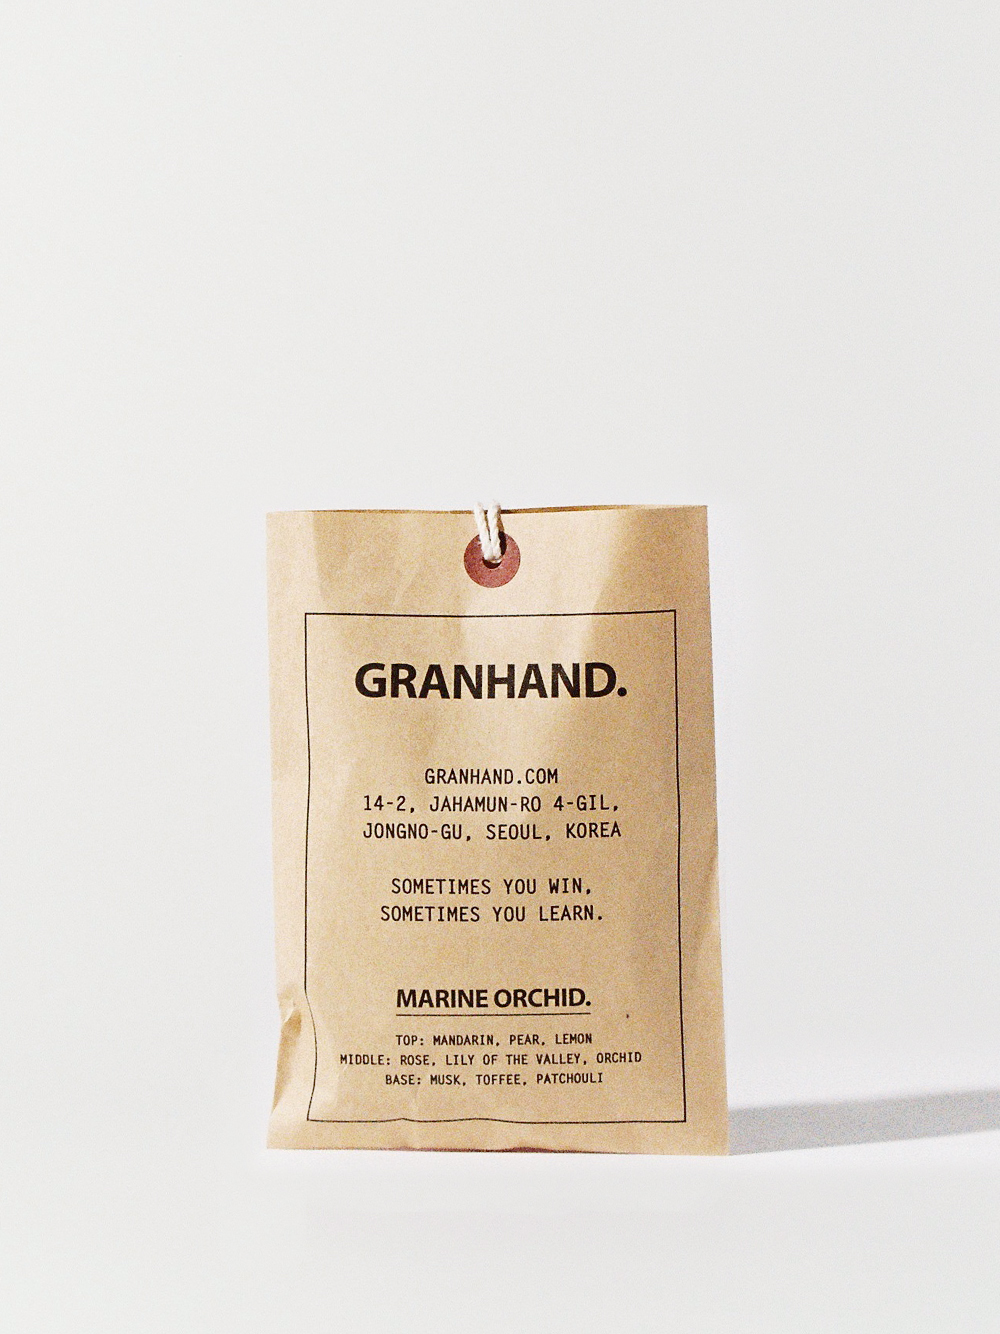 GRANHAND.
GRANHAND.COM
14-2, JAHAMUN-RO 4-GIL,
JONGNO-GU, SEOUL, KOREA
SOMETIMES YOU WIN,
SOMETIMES YOU LEARN.
MARINE ORCHID.
TOP: MANDARIN, PEAR, LEMON
MIDDLE: ROSE, LILY OF THE VALLEY, ORCHID
BASE: MUSK, TOFFEE, PATCHOULI